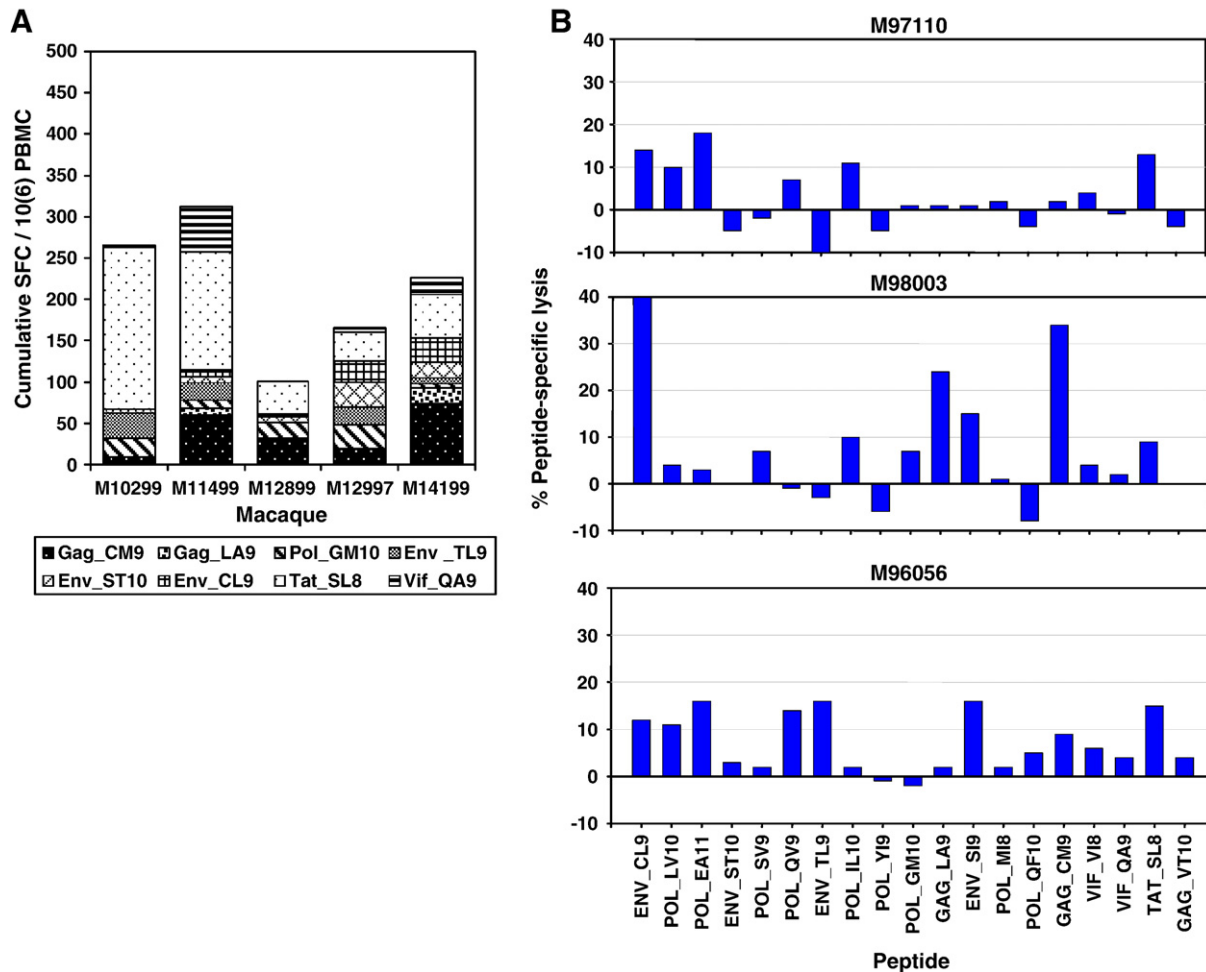 A
500
450
400
350
300
250
200
150
100
50
0
Cumulative SFC / 10(6) PBMC
M10299 M11499 M12899 M12997 M14199
Macaque
Gag_CM9 Gag_LA9 Pol_GM10 Env _TL9
Env_ST10 Env_CL9 Tat_SL8 Vif_QA9
B
% Peptide-specific lysis
M97110
40
30
20
10
0
-10
M98003
40
30
20
10
0
-10
M96056
40
30
20
10
0
-10
ENV_CL9
POL_LV10
POL_EA11
ENV_ST10
POL_SV9
POL_QV9
ENV_TL9
POL_IL10
POL_YI9
POL_GM10
GAG_LA9
ENV_SI9
POL_MI8
POL_QF10
GAG_CM9
VIF_VI8
VIF_QA9
TAT_SL8
GAG_VT10
Peptide